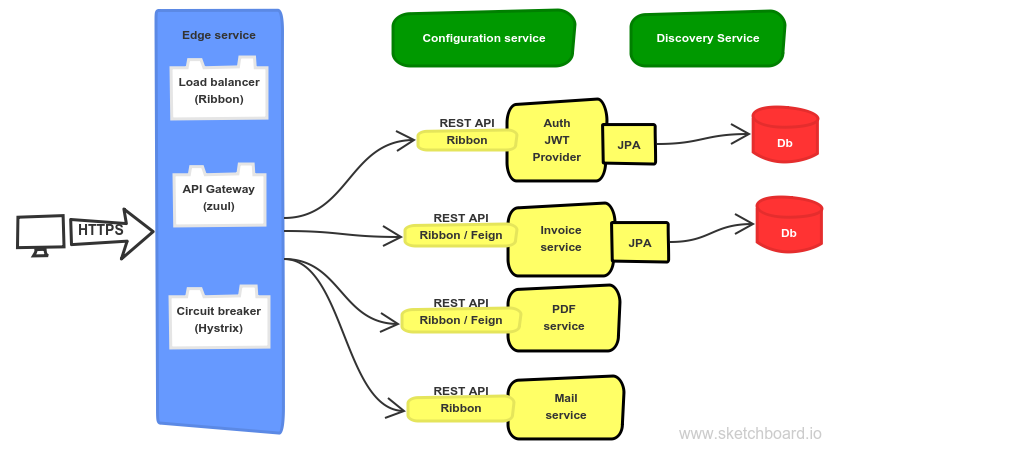 Edge service
Configuration service
Discovery Service
Load balancer
(Ribbon)
API Gateway
(zuul)
Circuit breaker
(Hystrix)
HTTPS
REST API
Ribbon
Auth
JWT
Provider
JPA
Db
REST API
Ribbon / Feign
Invoice
service
JPA
Db
REST API
Ribbon / Feign
PDF
service
REST API
Ribbon
Mail
service
www.sketchboard.io